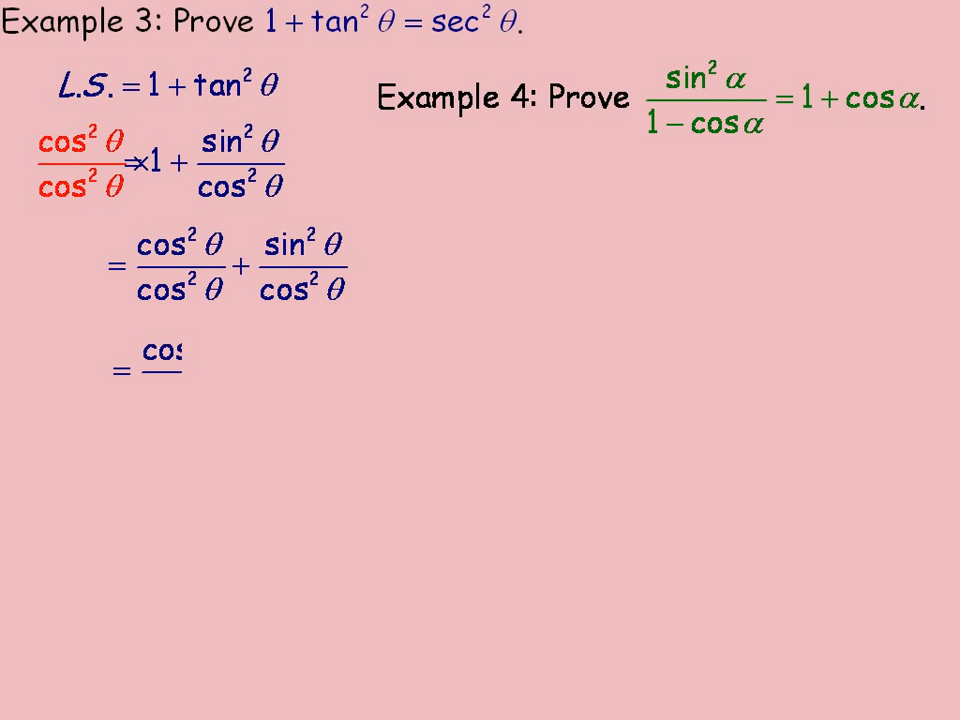 Example 3: Prove 1 + tan² θ = sec² θ.
L.S. = 1 + tan² θ
cos² θ / cos² θ × = 1 + sin² θ / cos² θ
= cos² θ / cos² θ + sin² θ / cos² θ
= cos
Example 4: Prove sin² α / 1 − cos α = 1 + cos α.